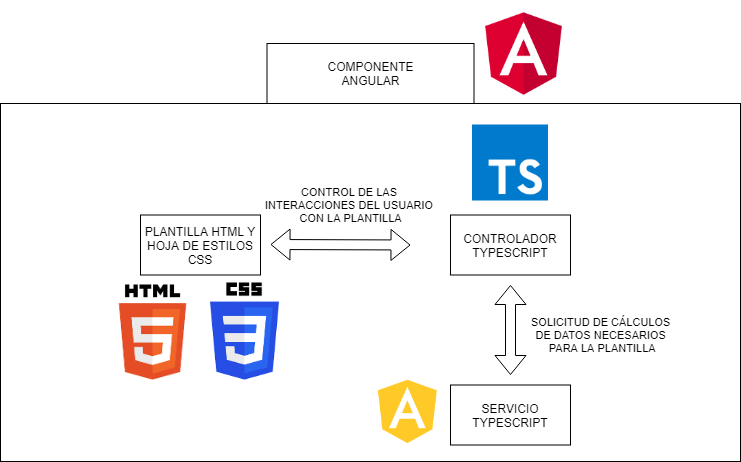 COMPONENTE
ANGULAR
A
TS
CONTROL DE LAS
INTERACCIONES DEL USUARIO
CON LA PLANTILLA
PLANTILLA HTML Y
HOJA DE ESTILOS
CSS
CONTROLADOR
TYPESCRIPT
HTML
5
CSS
3
SOLICITUD DE CÁLCULOS
DE DATOS NECESARIOS
PARA LA PLANTILLA
A
SERVICIO
TYPESCRIPT